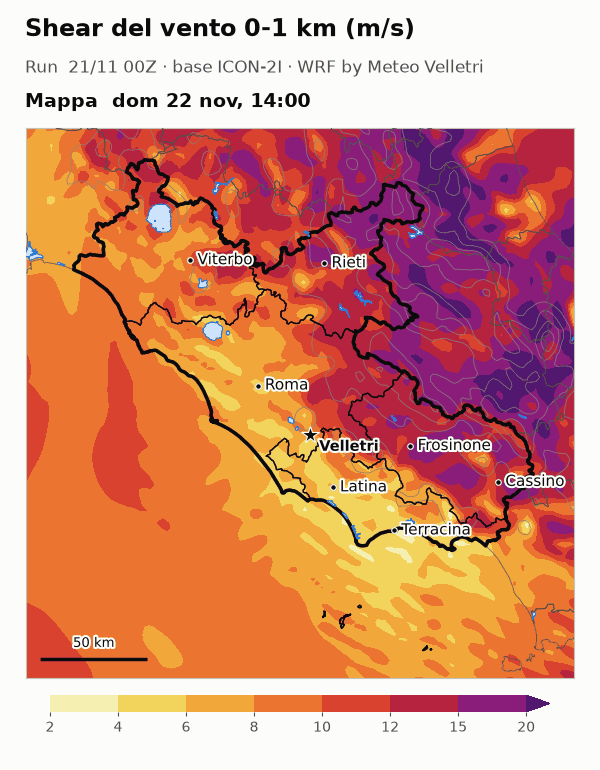 Shear del vento 0-1 km (m/s)
Run  21/11 00Z · base ICON-2I · WRF by Meteo Velletri
Mappa  dom 22 nov, 14:00
Viterbo
Rieti
Roma
Velletri
Frosinone
Cassino
Latina
Terracina
50 km
2 4 6 8 10 12 15 20